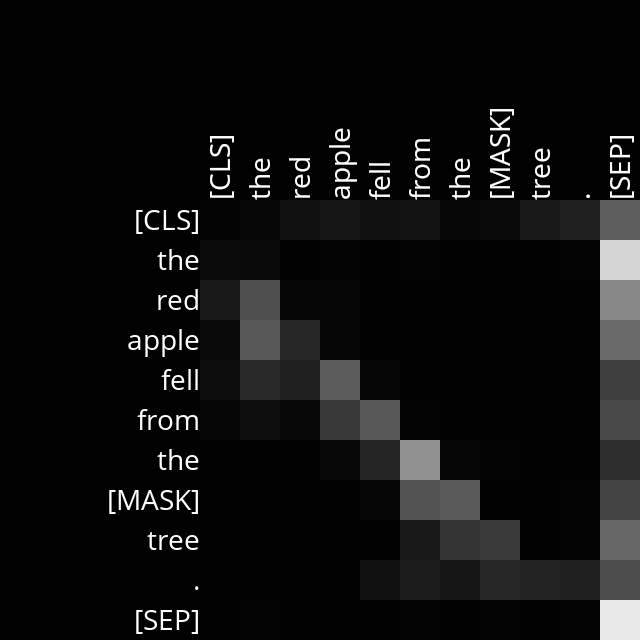 [CLS]
the
red
apple
fell
from
the
[MASK]
tree
.
[SEP]
[CLS]
the
red
apple
fell
from
the
[MASK]
tree
.
[SEP]